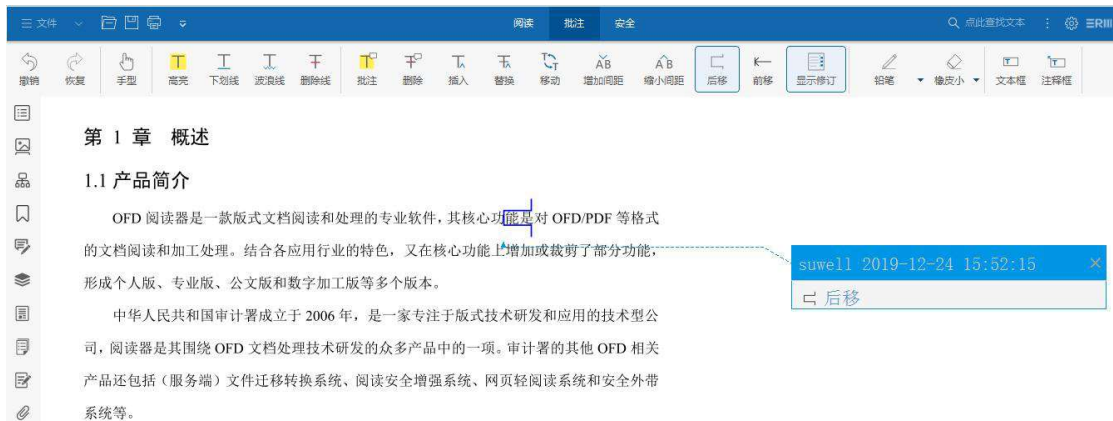 文件 阅读 批注 安全 点此查找文本
撤销 恢复 手型 高亮 下划线 波浪线 删除线 批注 删除 插入 替换 移动 增加间距 缩小间距 后移 前移 显示修订 铅笔 橡皮小 文本框 注释框
第 1 章 概述
1.1 产品简介
OFD 阅读器是一款版式文档阅读和处理的专业软件，其核心功能是对 OFD/PDF 等格式
的文档阅读和加工处理。结合各应用行业的特色，又在核心功能上增加或裁剪了部分功能，
suwell 2019-12-24 15:52:15
后移
形成个人版、专业版、公文版和数字加工版等多个版本。
中华人民共和国审计署成立于 2006 年，是一家专注于版式技术研发和应用的技术型公
司，阅读器是其围绕 OFD 文档处理技术研发的众多产品中的一项。审计署的其他 OFD 相关
产品还包括（服务端）文件迁移转换系统、阅读安全增强系统、网页轻阅读系统和安全外带
系统等。